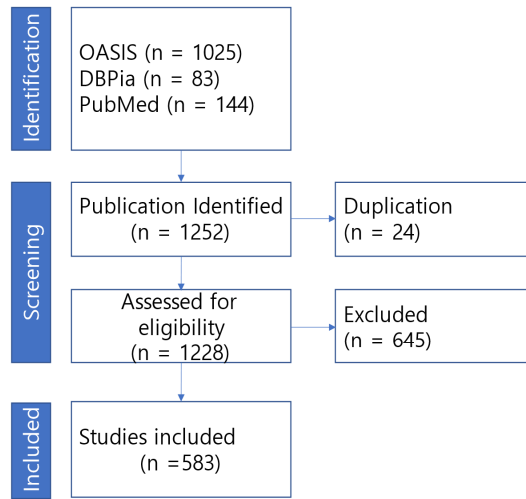 Identification
OASIS (n = 1025)
DBPia (n = 83)
PubMed (n = 144)
Screening
Publication Identified
(n = 1252)
Duplication
(n = 24)
Assessed for
eligibility
(n = 1228)
Excluded
(n = 645)
Included
Studies included
(n =583)